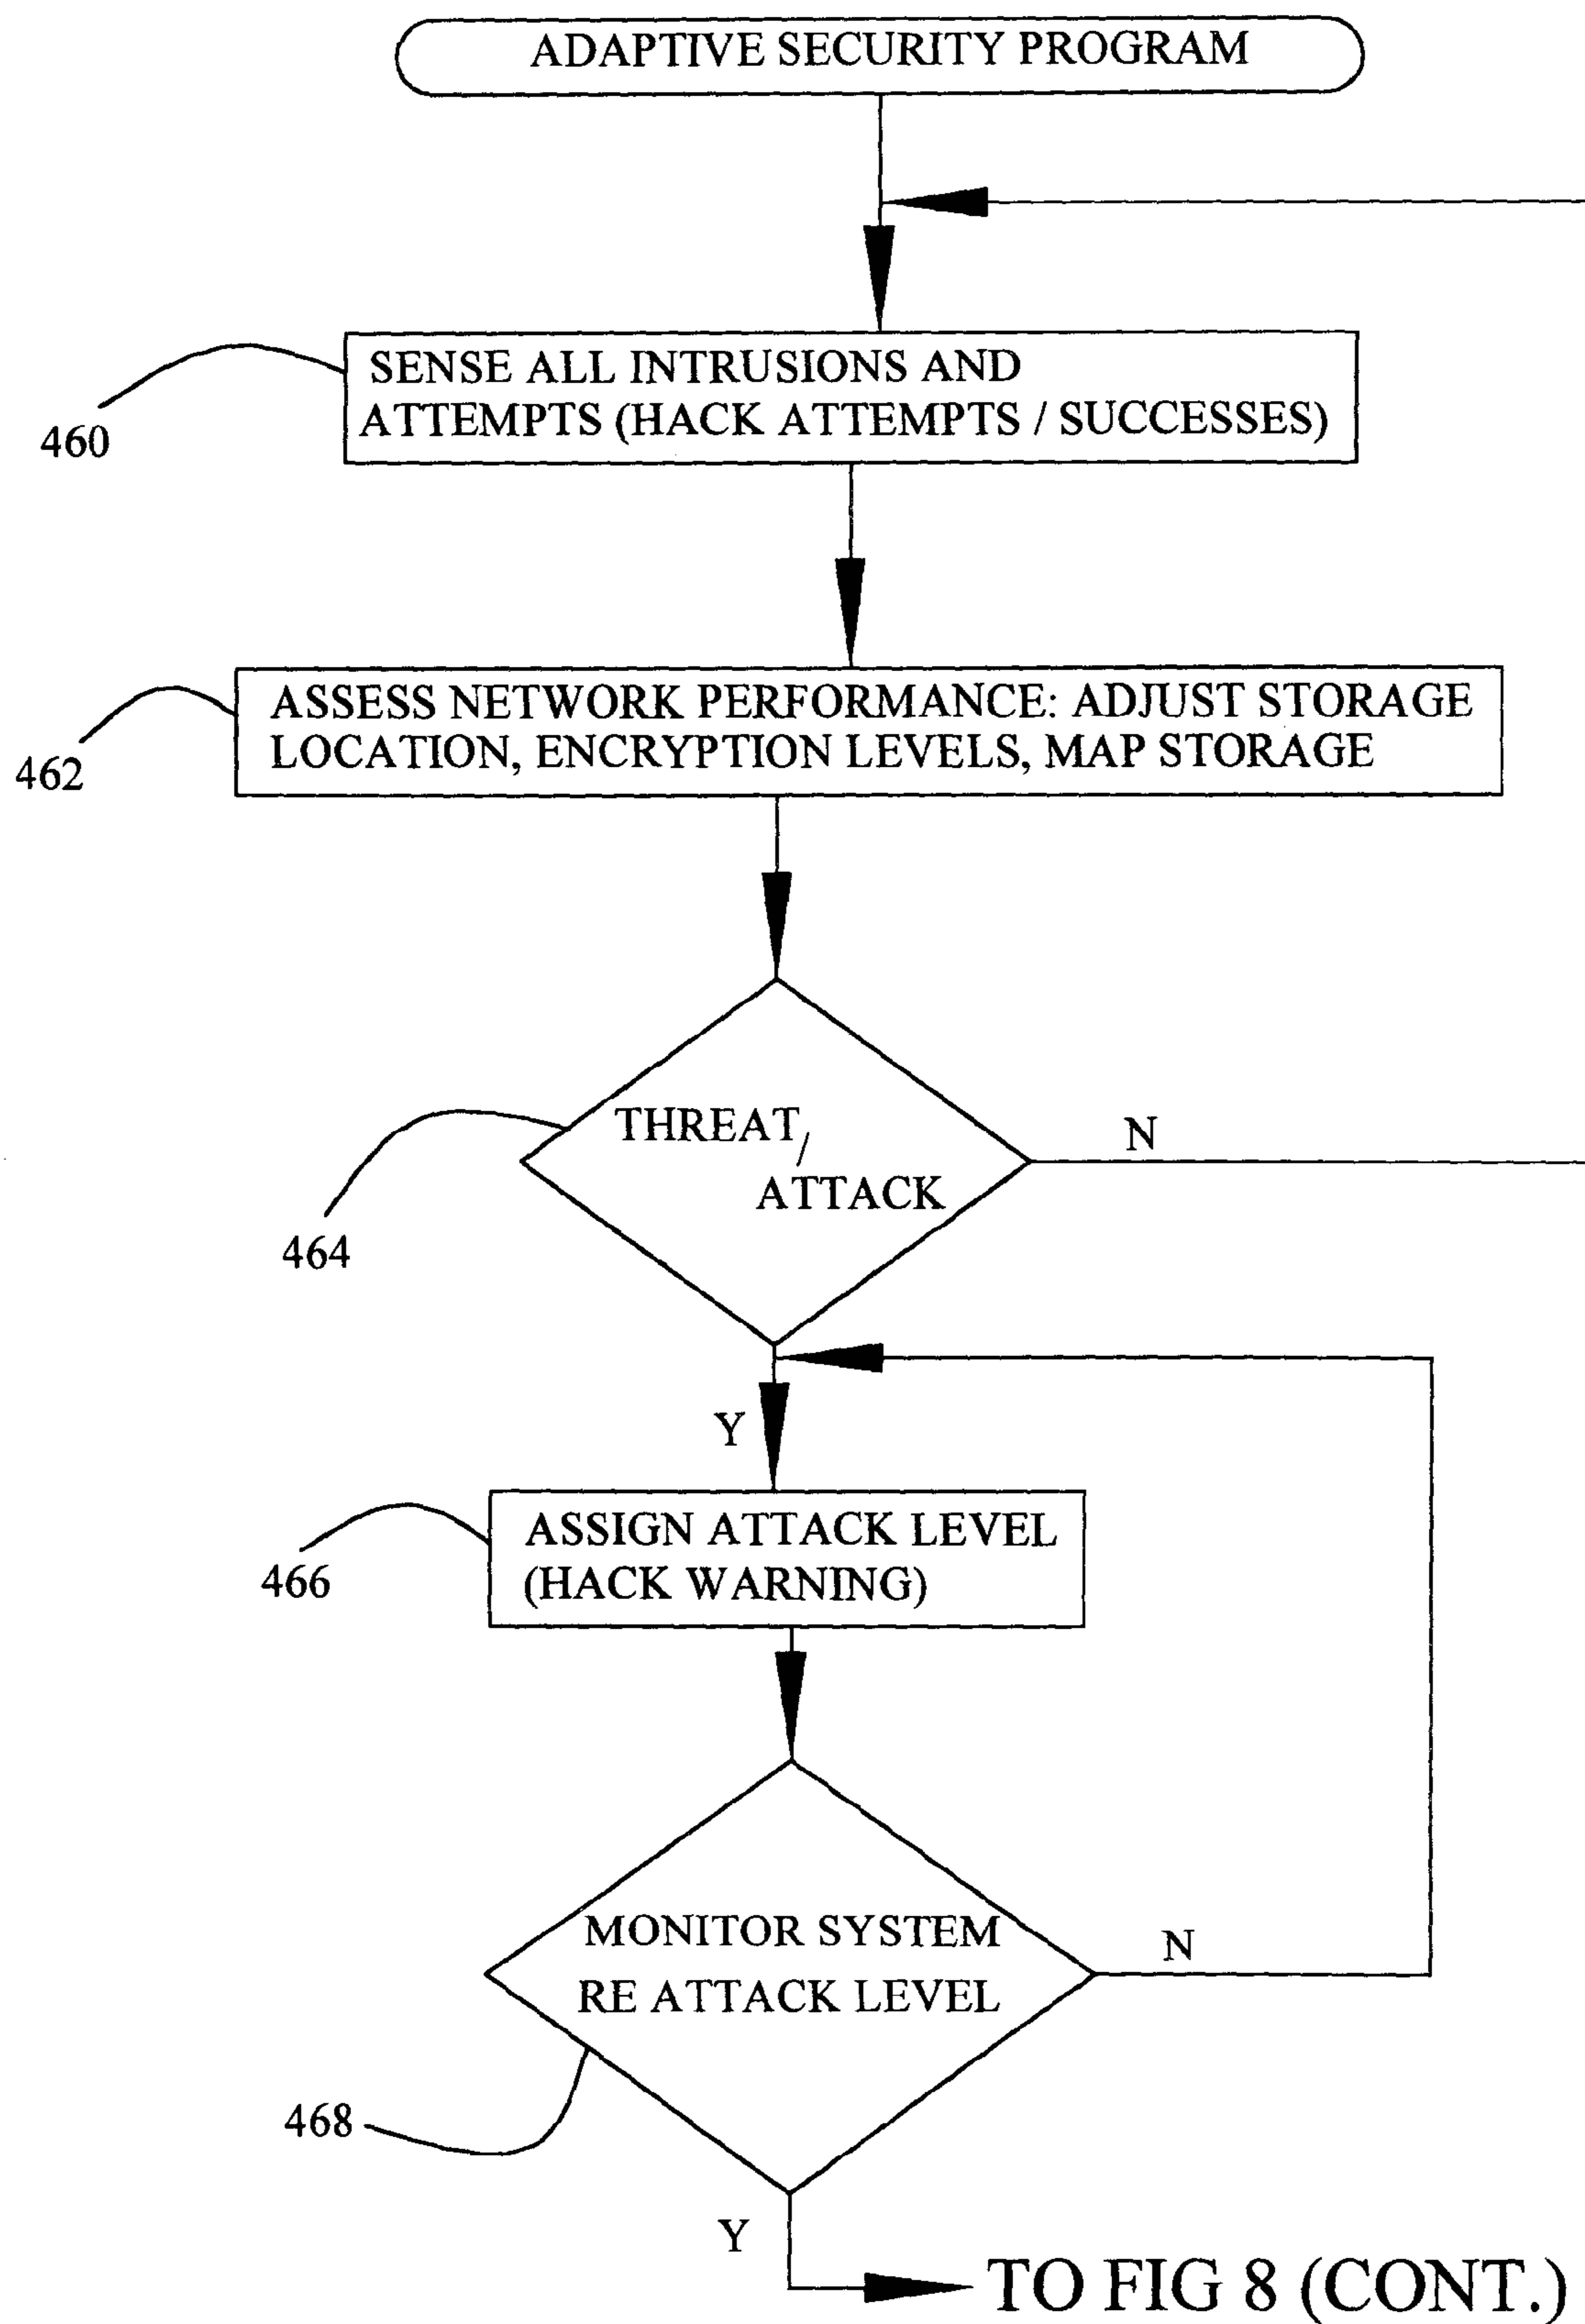 ADAPTIVE SECURITY PROGRAM
SENSE ALL INTRUSIONS AND
ATTEMPTS (HACK ATTEMPTS / SUCCESSES)
460
ASSESS NETWORK PERFORMANCE: ADJUST STORAGE
LOCATION, ENCRYPTION LEVELS, MAP STORAGE
462
THREAT/
N
ATTACK
464
Y
ASSIGN ATTACK LEVEL
(HACK WARNING)
466
MONITOR SYSTEM
N
RE ATTACK LEVEL
468
Y
TO FIG 8 (CONT.)